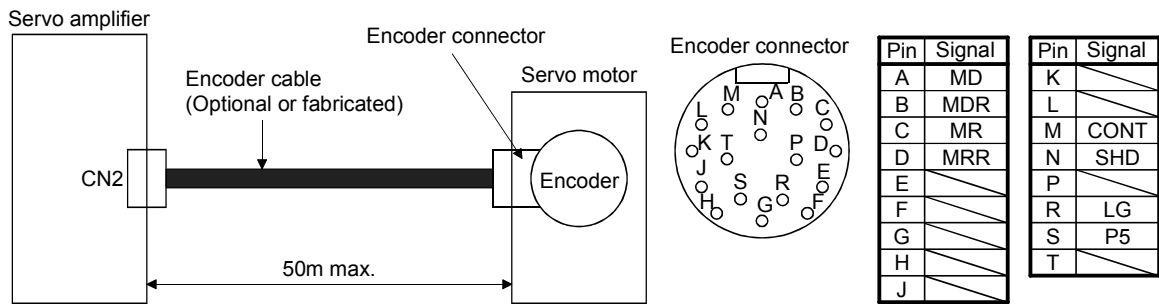 Servo amplifier
CN2
Encoder cable
(Optional or fabricated)
50m max.
Encoder connector
Servo motor
Encoder
Encoder connector
A
B
C
D
E
F
G
H
J
K
L
M
N
P
R
S
T
Pin Signal
A MD
B MDR
C MR
D MRR
E
F
G
H
J
Pin Signal
K
L
M CONT
N SHD
P
R LG
S P5
T